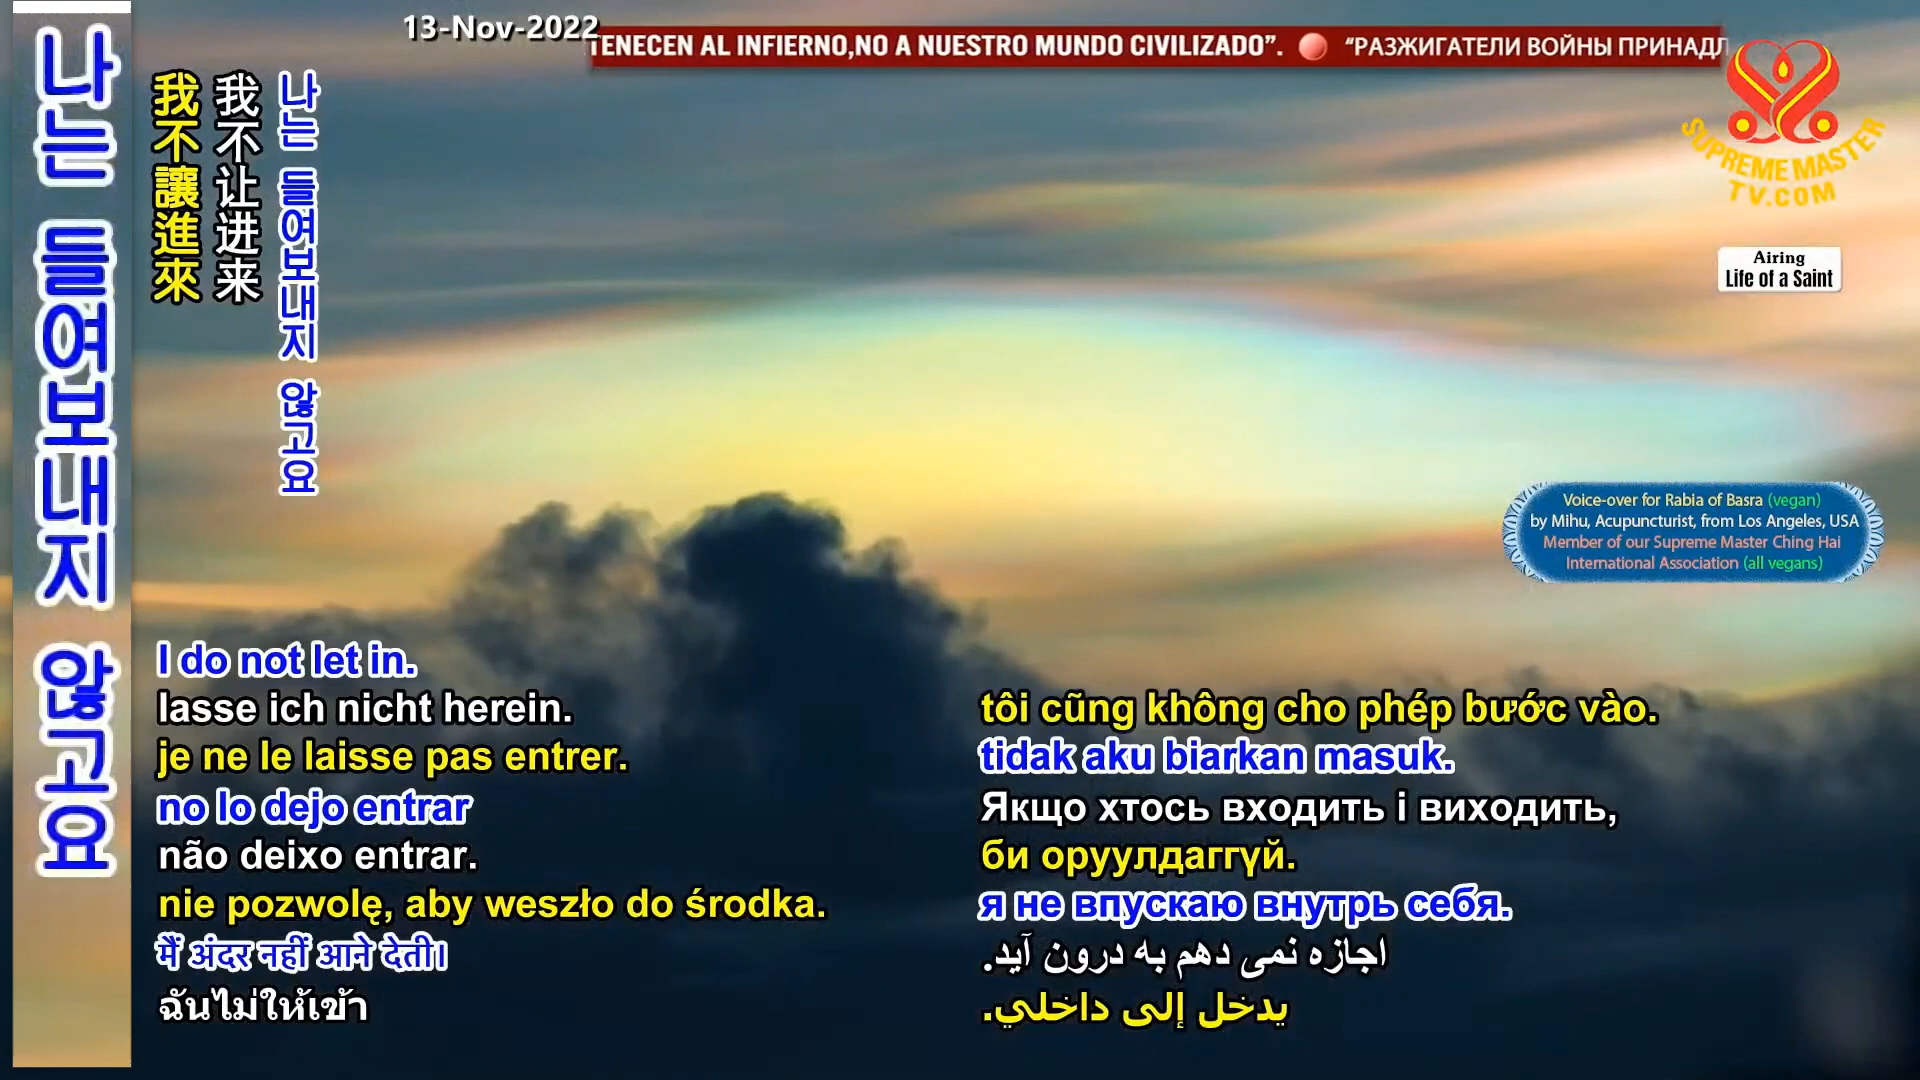 13-Nov-2022
TENECEN AL INFIERNO,NO A NUESTRO MUNDO CIVILIZADO”. “РАЗЖИГАТЕЛИ ВОЙНЫ ПРИНАДЛ
SUPREME MASTER
TV.COM
Airing
Life of a Saint
나는 들여보내지 않고요
我不讓進來
我不让进来
나는 들여보내지 않고요
Voice-over for Rabia of Basra (vegan)
by Mihu, Acupuncturist, from Los Angeles, USA
Member of our Supreme Master Ching Hai
International Association (all vegans)
I do not let in.
lasse ich nicht herein.
je ne le laisse pas entrer.
no lo dejo entrar
não deixo entrar.
nie pozwolę, aby weszło do środka.
मैं अंदर नहीं आने देती।
ฉันไม่ให้เข้า
tôi cũng không cho phép bước vào.
tidak aku biarkan masuk.
Якщо хтось входить і виходить,
би оруулдаггүй.
я не впускаю внутрь себя.
اجازه نمی دهم به درون آید.
يدخل إلى داخلي.